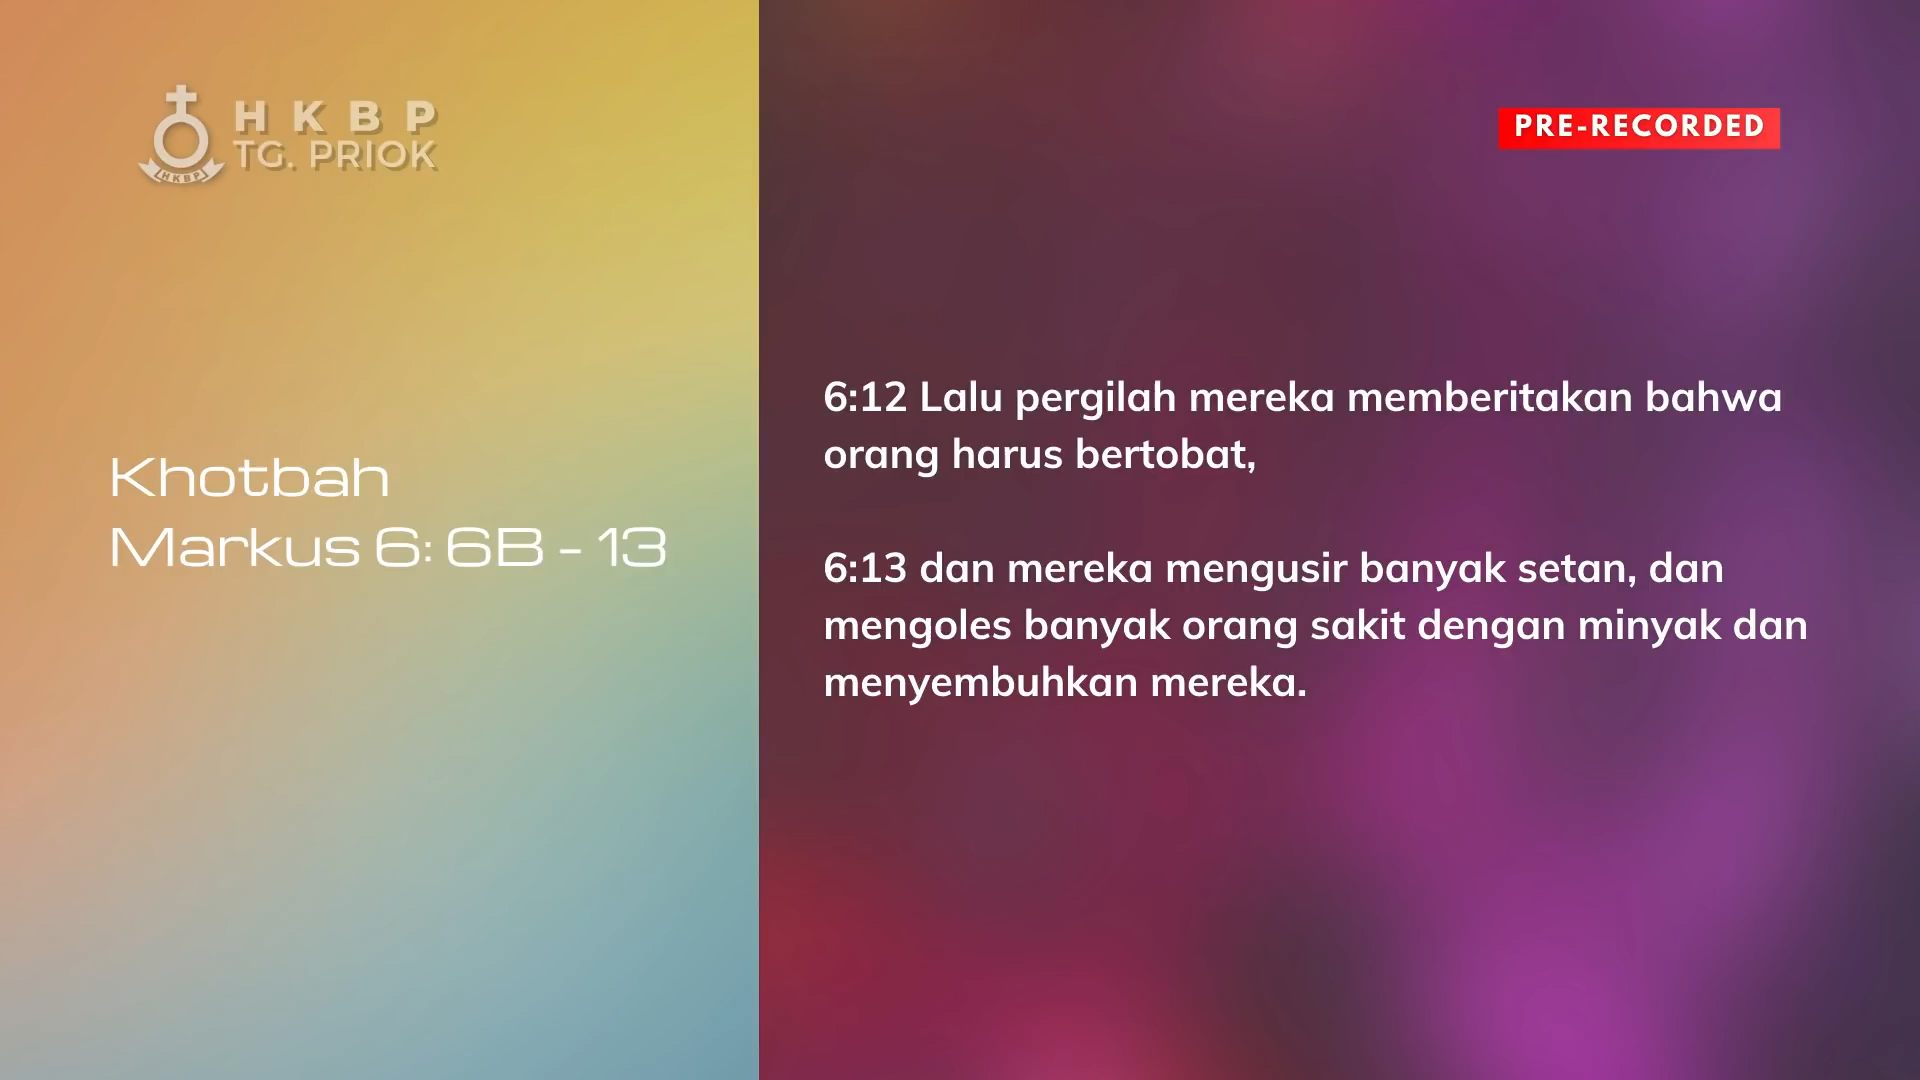 HKBP
TG. PRIOK
HKBP
PRE-RECORDED
Khotbah
Markus 6: 6B - 13
6:12 Lalu pergilah mereka memberitakan bahwa
orang harus bertobat,
6:13 dan mereka mengusir banyak setan, dan
mengoles banyak orang sakit dengan minyak dan
menyembuhkan mereka.